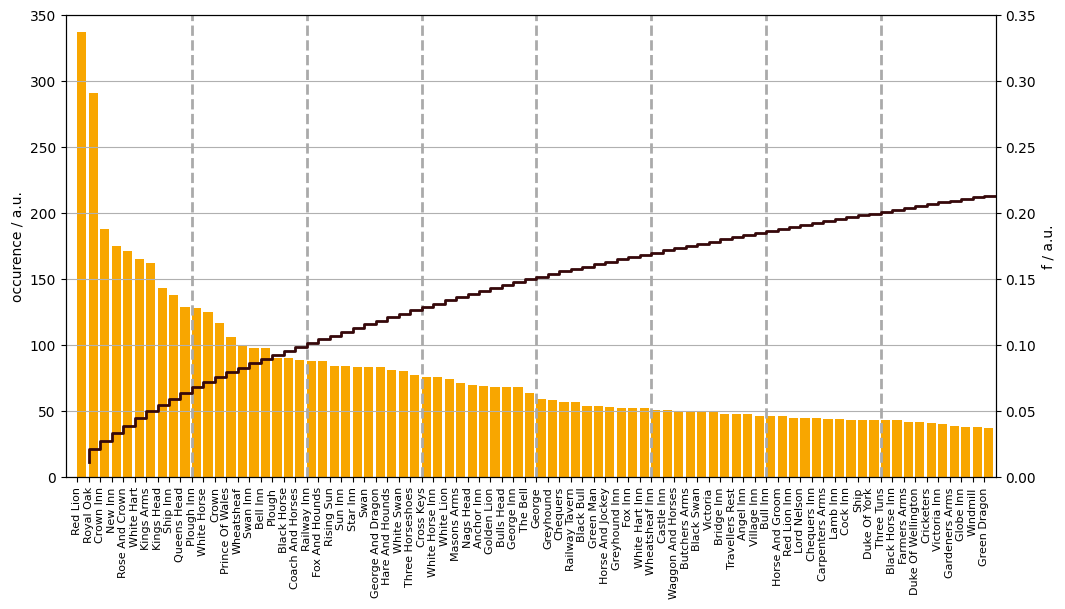 350
300
250
200
150
100
50
0
occurence / a.u.
0.35
0.30
0.25
0.20
0.15
0.10
0.05
0.00
f / a.u.
Red Lion
Royal Oak
Crown Inn
New Inn
Rose And Crown
White Hart
Kings Arms
Kings Head
Ship Inn
Queens Head
Plough Inn
White Horse
Crown
Prince Of Wales
Wheatsheaf
Swan Inn
Bell Inn
Plough
Black Horse
Coach And Horses
Railway Inn
Fox And Hounds
Rising Sun
Sun Inn
Star Inn
Swan
George And Dragon
Hare And Hounds
White Swan
Three Horseshoes
Cross Keys
White Horse Inn
White Lion
Masons Arms
Nags Head
Anchor Inn
Golden Lion
Bulls Head
George Inn
The Bell
George
Greyhound
Chequers
Railway Tavern
Black Bull
Green Man
Horse And Jockey
Greyhound Inn
Fox Inn
White Hart Inn
Wheatsheaf Inn
Castle Inn
Waggon And Horses
Butchers Arms
Black Swan
Victoria
Bridge Inn
Travellers Rest
Angel Inn
Village Inn
Bull Inn
Horse And Groom
Red Lion Inn
Lord Nelson
Chequers Inn
Carpenters Arms
Lamb Inn
Cock Inn
Ship
Duke Of York
Three Tuns
Black Horse Inn
Farmers Arms
Duke Of Wellington
Cricketers
Victoria Inn
Gardeners Arms
Globe Inn
Windmill
Green Dragon